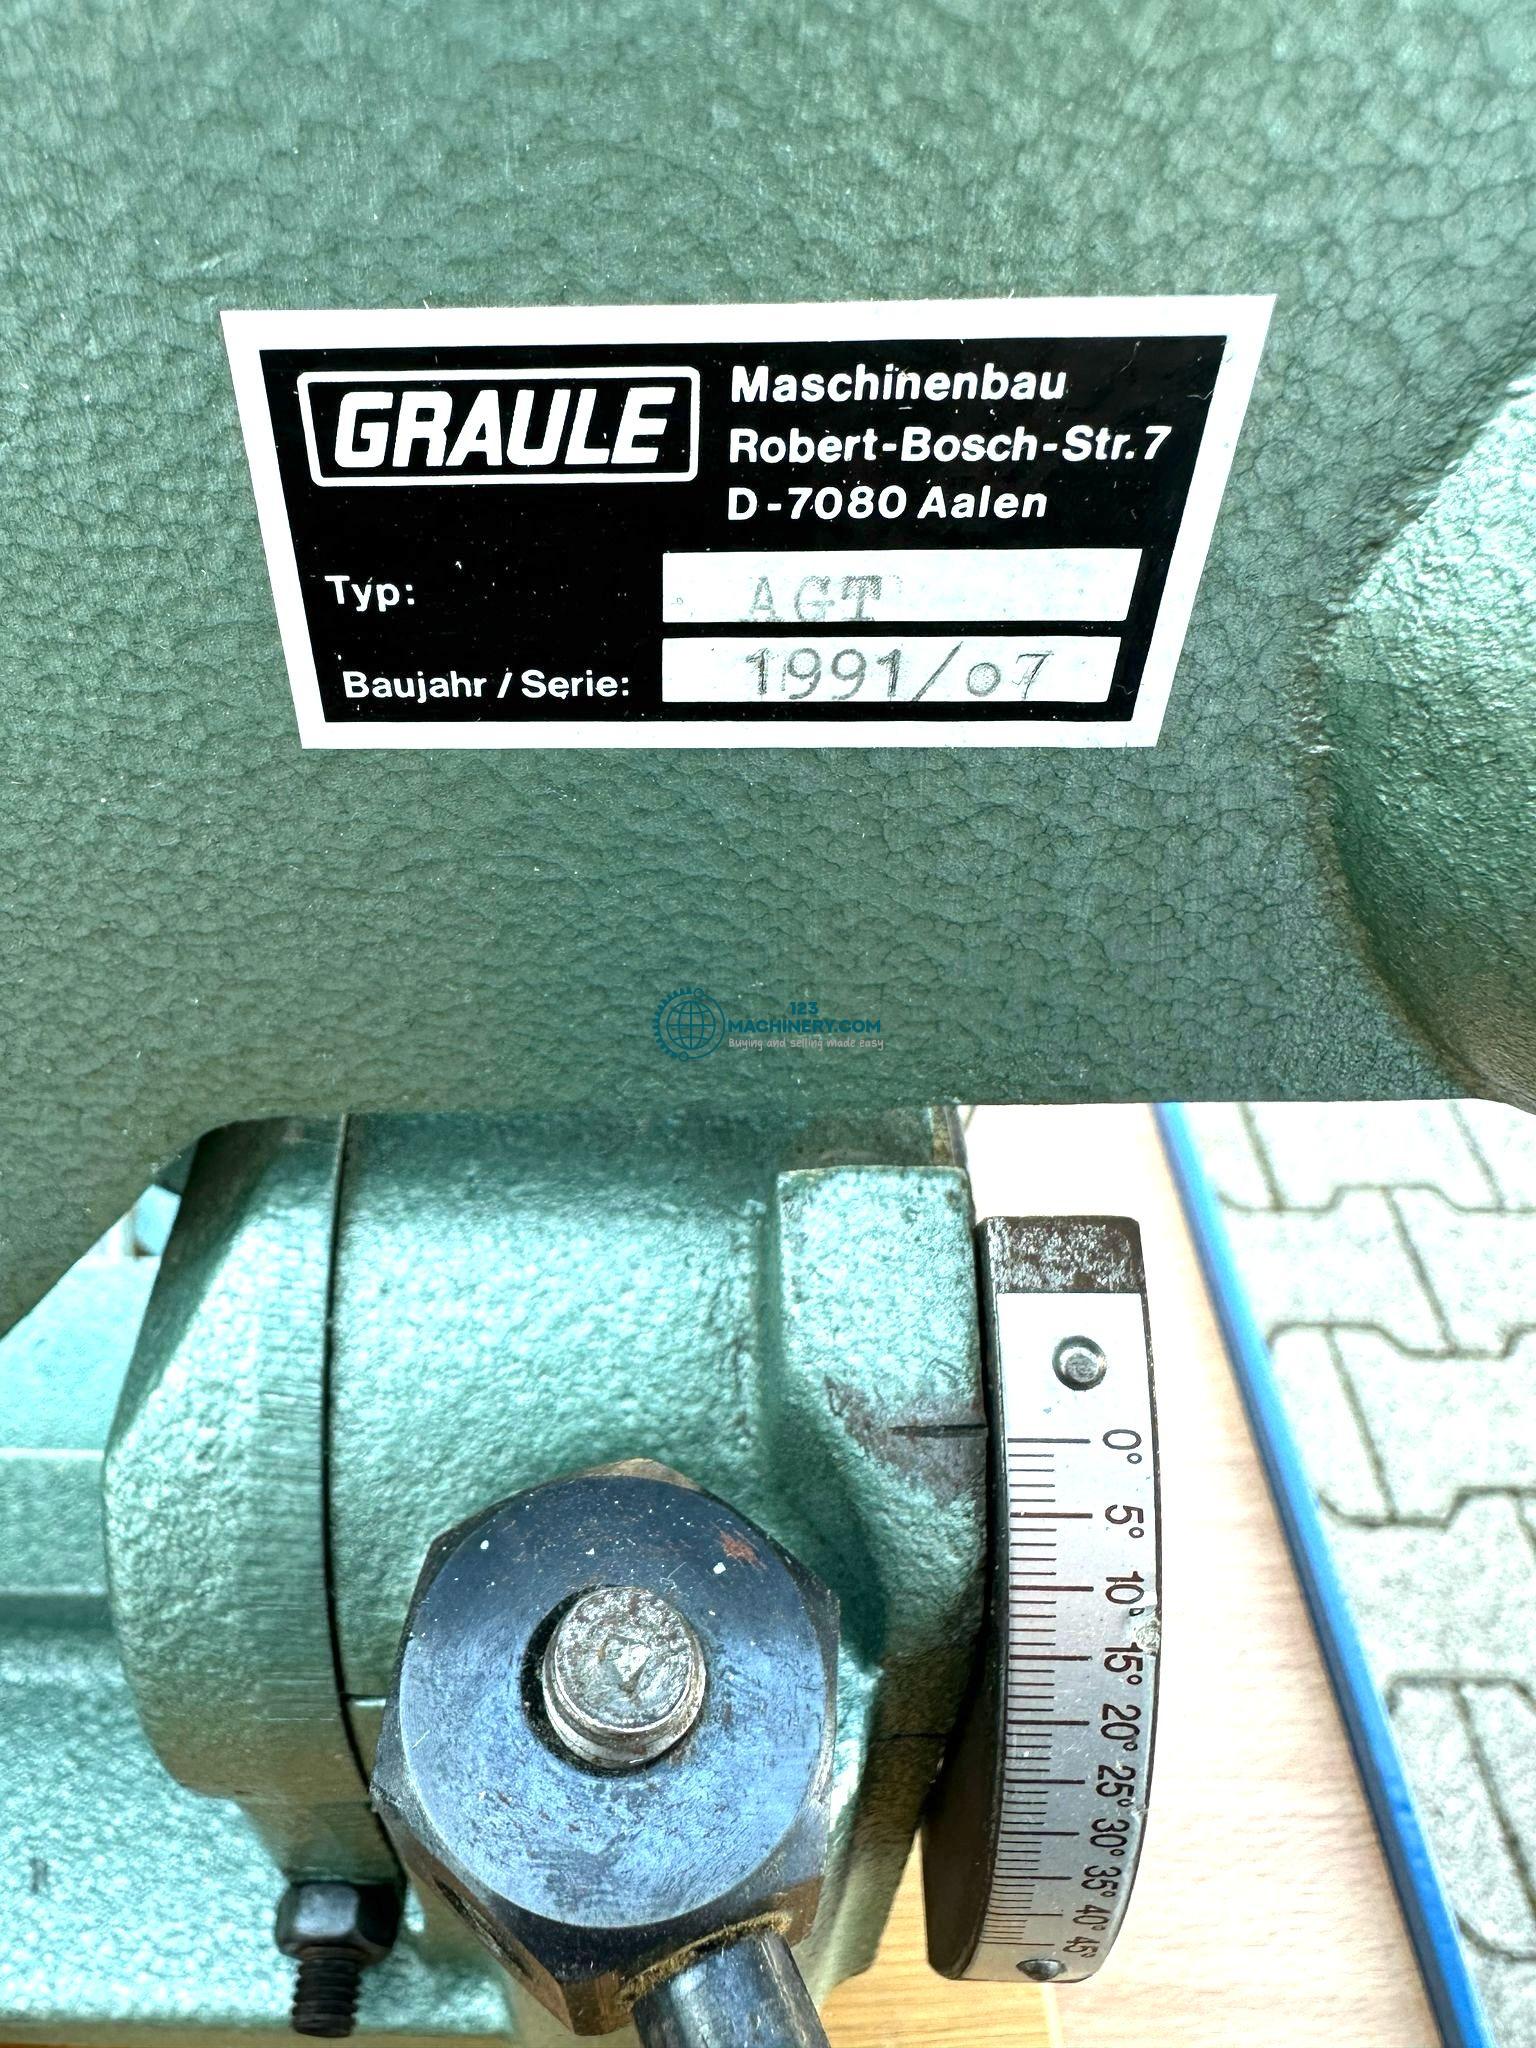 GRAULE
Maschinenbau
Robert-Bosch-Str. 7
D-7080 Aalen
Typ: AGT
Baujahr / Serie: 1991/07
123
MACHINERY.COM
Buying and selling made easy
0°
5°
10°
15°
20°
25°
30°
35°
40°
45°